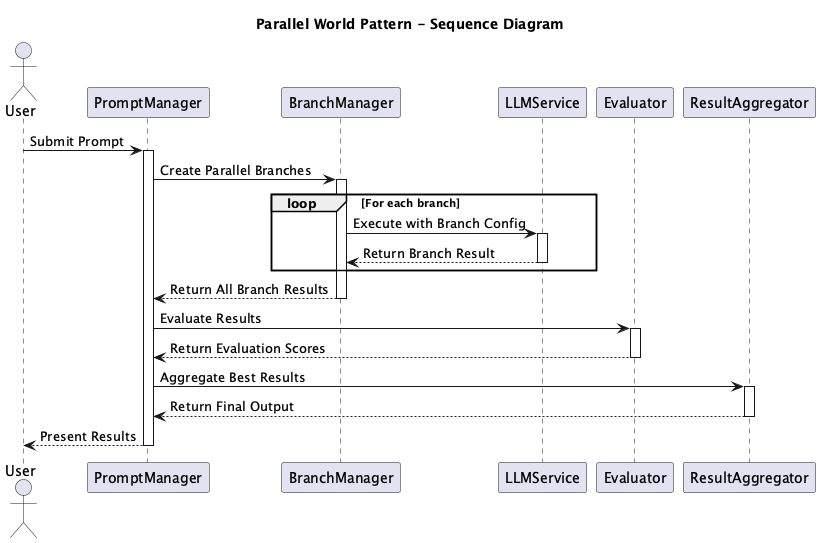 Parallel World Pattern - Sequence Diagram
User
PromptManager
BranchManager
LLMService
Evaluator
ResultAggregator
Submit Prompt
Create Parallel Branches
loop [For each branch]
Execute with Branch Config
Return Branch Result
Return All Branch Results
Evaluate Results
Return Evaluation Scores
Aggregate Best Results
Return Final Output
Present Results
User
PromptManager
BranchManager
LLMService
Evaluator
ResultAggregator